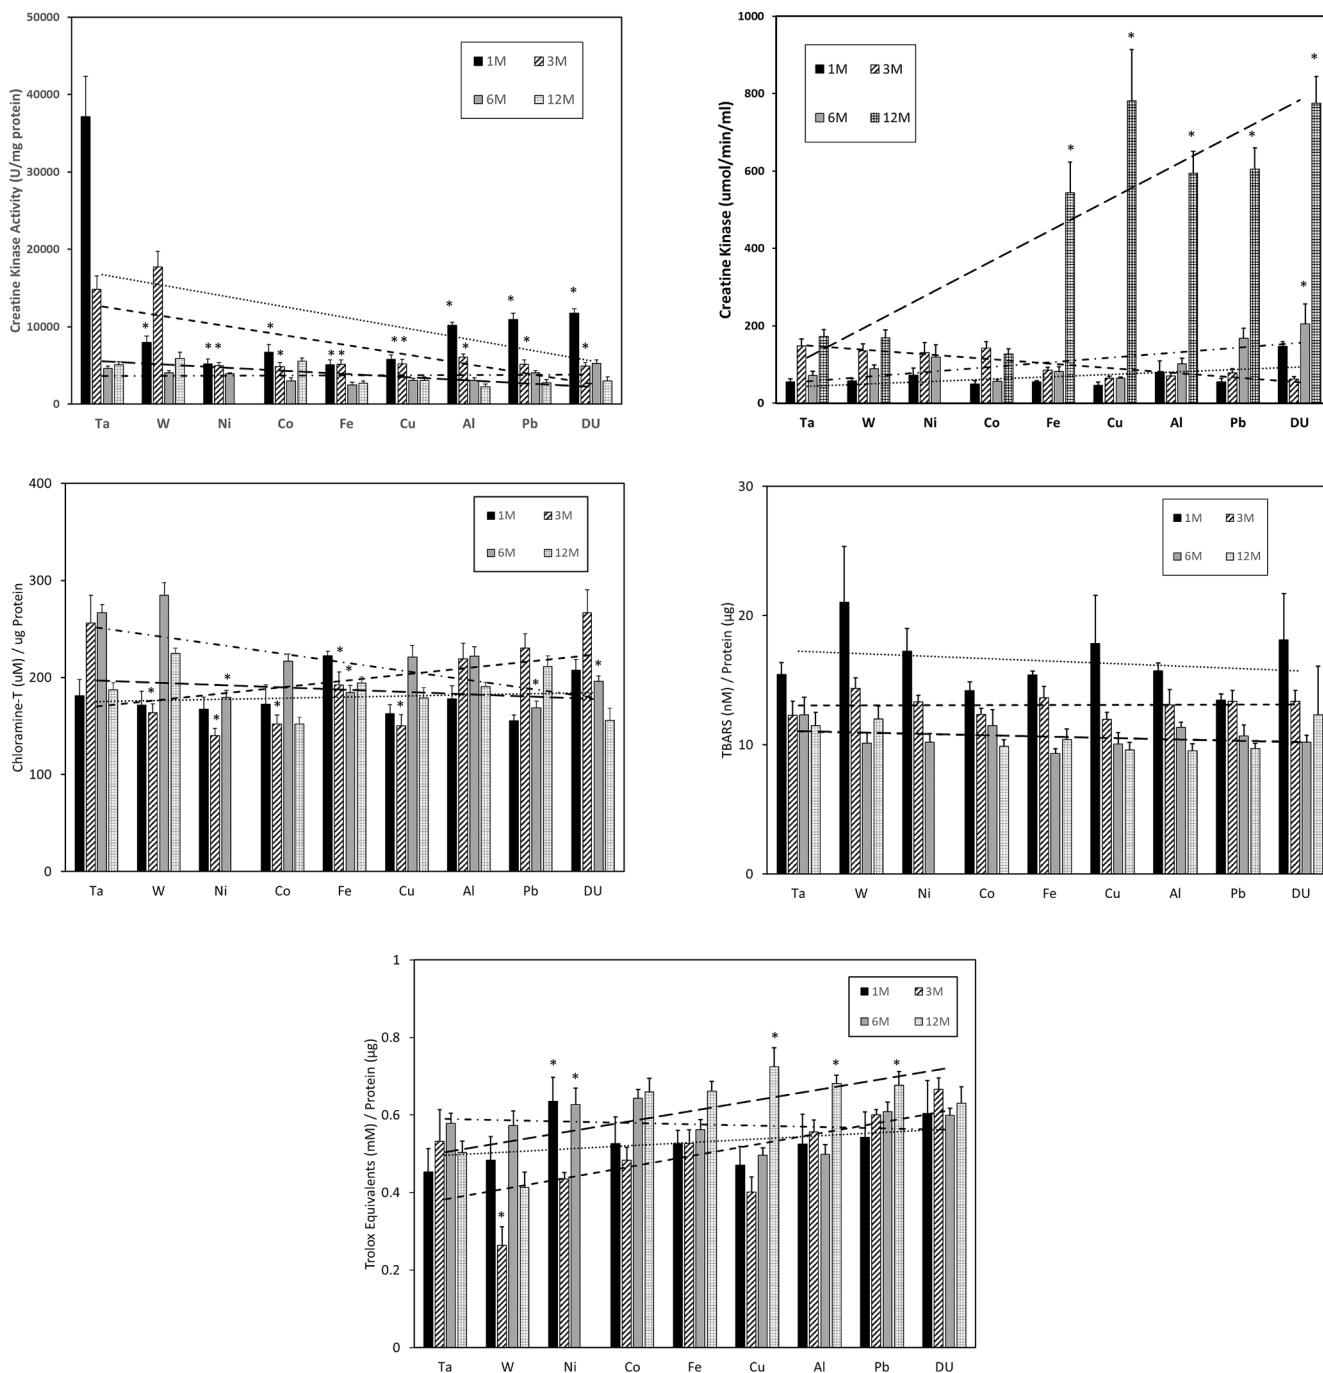 Creatine Kinase Activity (U/mg protein)
50000
40000
30000
20000
10000
0
1M 3M
6M 12M
* * * * * * * * * * * * * * *
Ta W Ni Co Fe Cu Al Pb DU
Creatine Kinase (umol/min/ml)
1000
800
600
400
200
0
1M 3M
6M 12M
* * * * * *
Ta W Ni Co Fe Cu Al Pb DU
Chloramine-T (uM) / ug Protein
400
300
200
100
0
1M 3M
6M 12M
* * * * * * * * *
Ta W Ni Co Fe Cu Al Pb DU
TBARS (nM) / Protein (µg)
30
20
10
0
1M 3M
6M 12M
Ta W Ni Co Fe Cu Al Pb DU
Trolox Equivalents (mM) / Protein (µg)
1
0.8
0.6
0.4
0.2
0
1M 3M
6M 12M
* * * * * *
Ta W Ni Co Fe Cu Al Pb DU